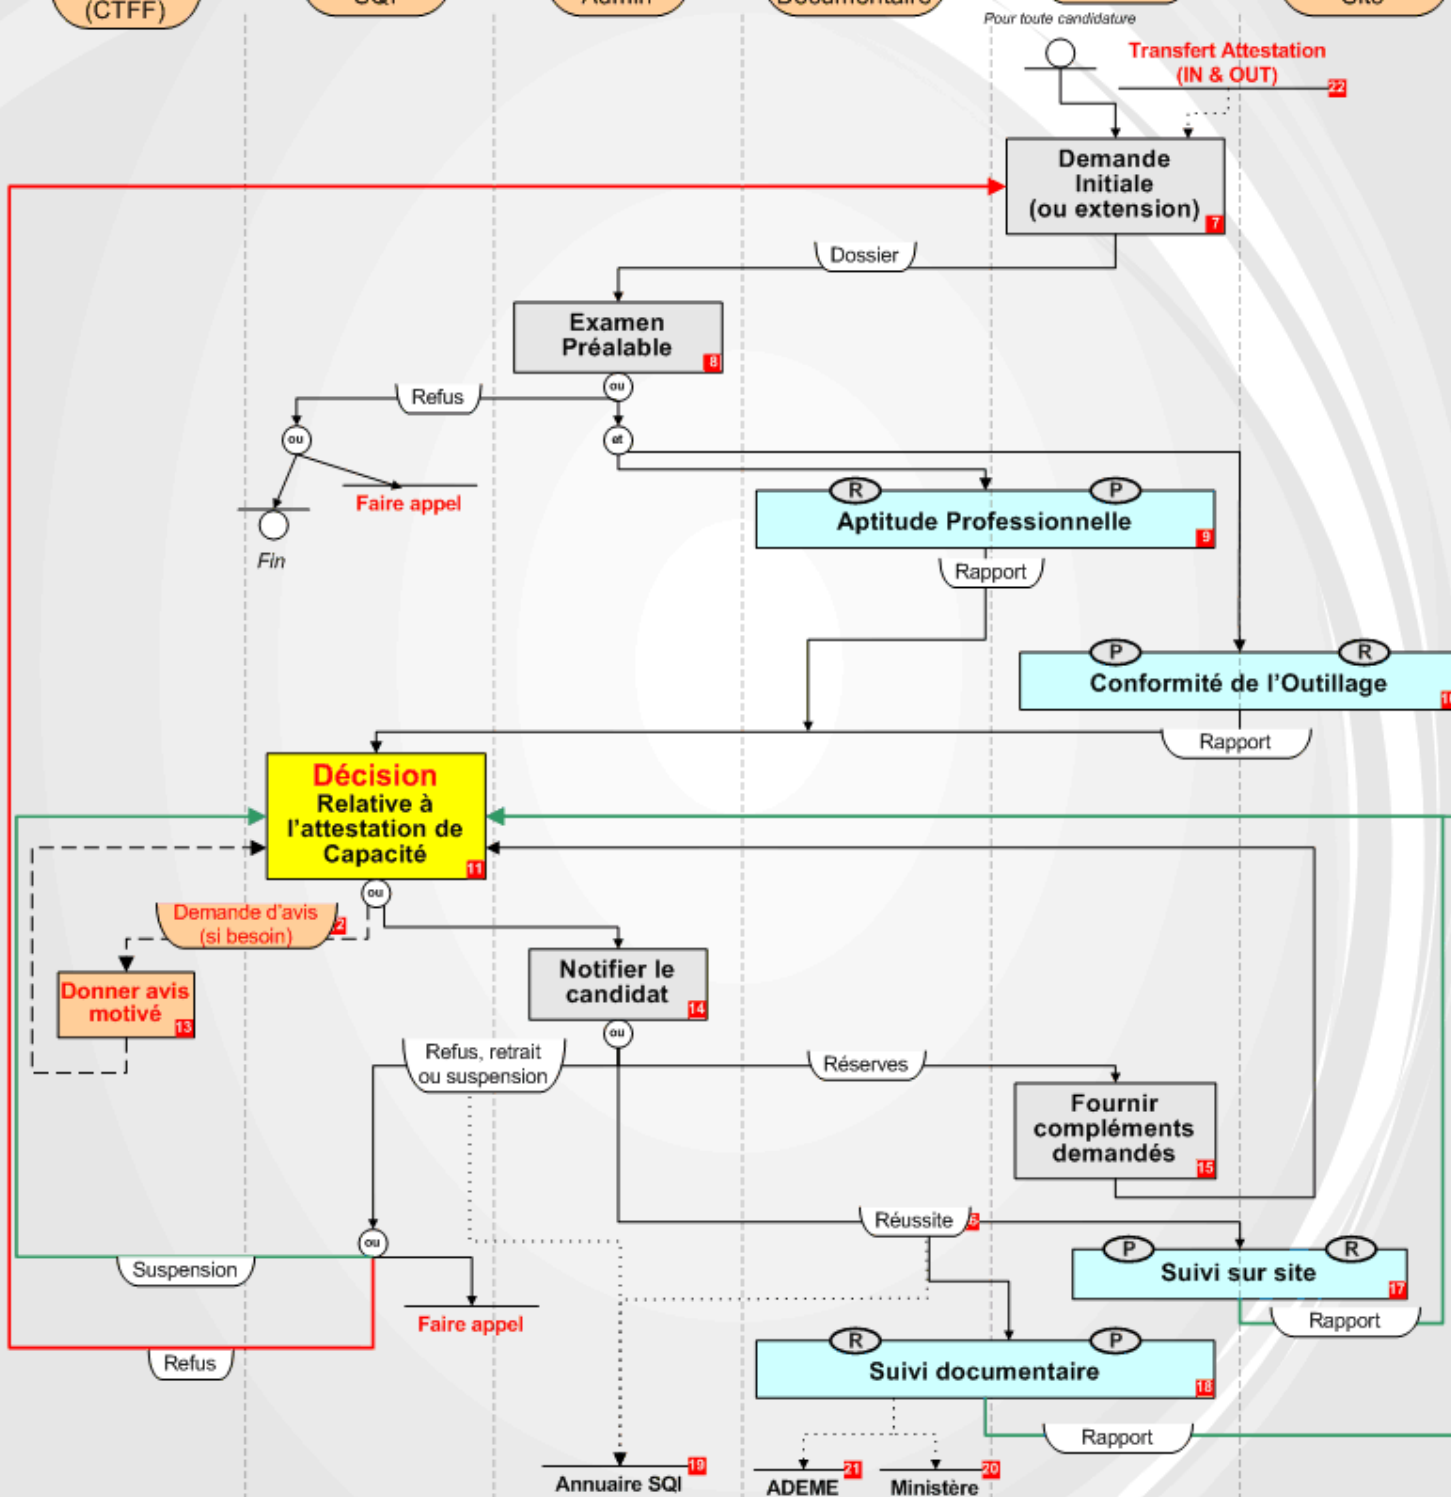 (CTFF)
SQI
Admin
Documentaire
Site
Pour toute candidature
Transfert Attestation
(IN & OUT)
22
Demande
Initiale
(ou extension)
7
Dossier
Examen
Préalable
8
ou
Refus
ou
et
Faire appel
Fin
R
P
Aptitude Professionnelle
9
Rapport
P
R
Conformité de l'Outillage
Rapport
Décision
Relative à
l'attestation de
Capacité
11
ou
Demande d'avis
(si besoin)
Donner avis
motivé
13
Notifier le
candidat
14
ou
Refus, retrait
ou suspension
Réserves
Fournir
compléments
demandés
15
Réussite
ou
Suspension
Faire appel
Refus
P
R
Suivi sur site
17
Rapport
R
P
Suivi documentaire
18
Rapport
Annuaire SQI
19
ADEME
21
Ministère
20